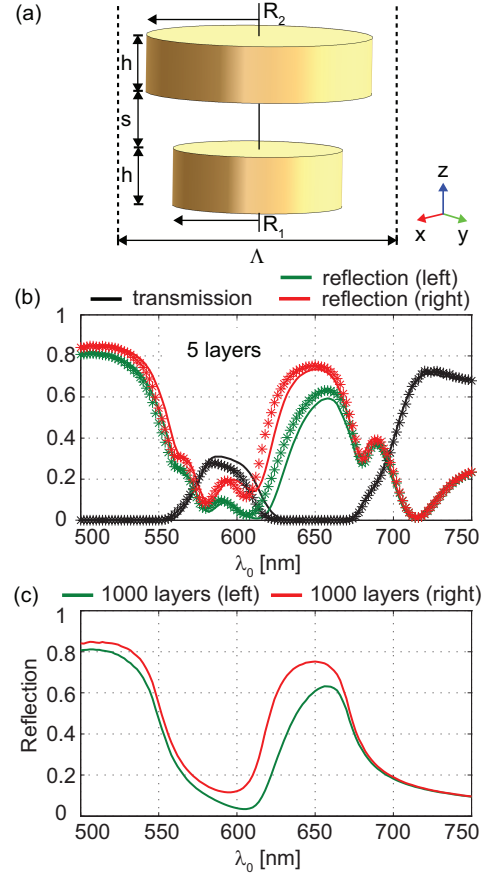 (a)
R2
h
s
h
R1
Λ
z
x
y
(b)
transmission
reflection (left)
reflection (right)
5 layers
1
0.8
0.6
0.4
0.2
0
500
550
600
650
700
750
λ0 [nm]
(c)
1000 layers (left)
1000 layers (right)
Reflection
1
0.8
0.6
0.4
0.2
0
500
550
600
650
700
750
λ0 [nm]